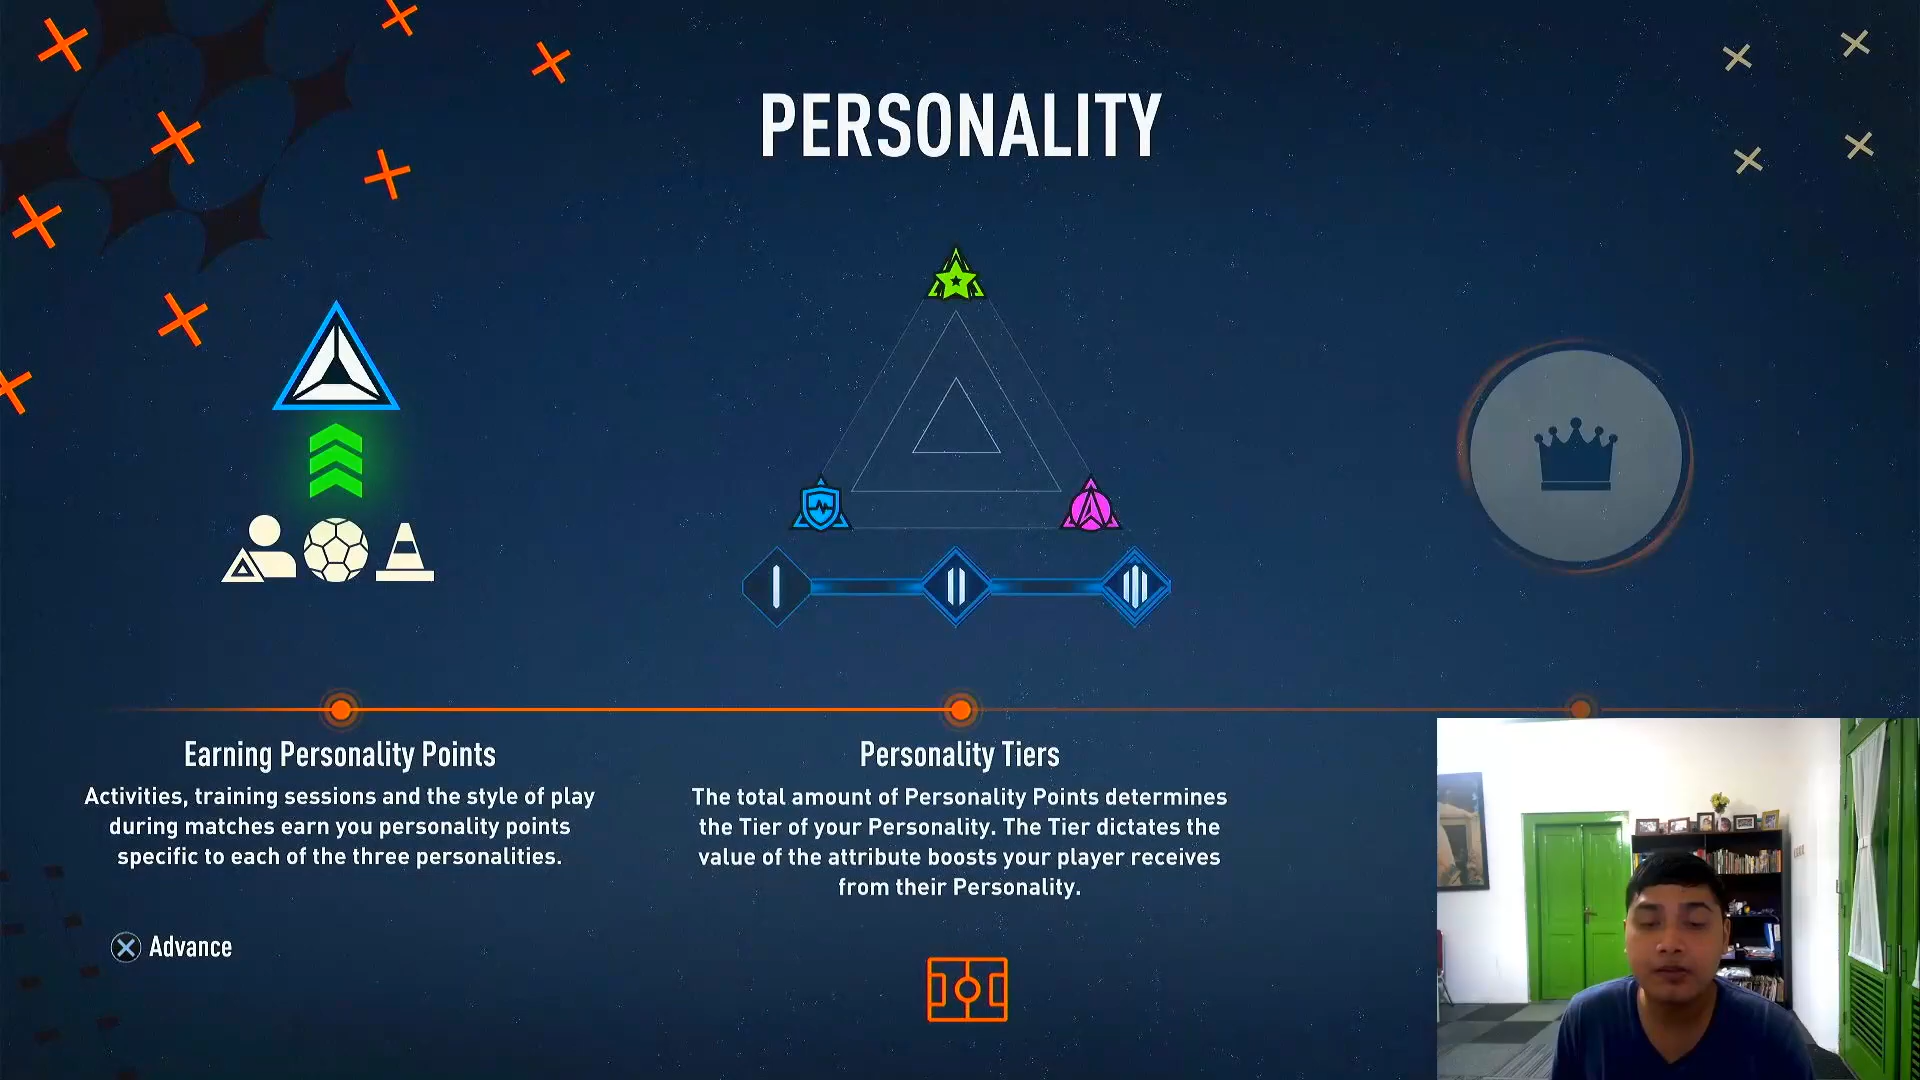 PERSONALITY
Earning Personality Points
Activities, training sessions and the style of play
during matches earn you personality points
specific to each of the three personalities.
Personality Tiers
The total amount of Personality Points determines
the Tier of your Personality. The Tier dictates the
value of the attribute boosts your player receives
from their Personality.
Advance